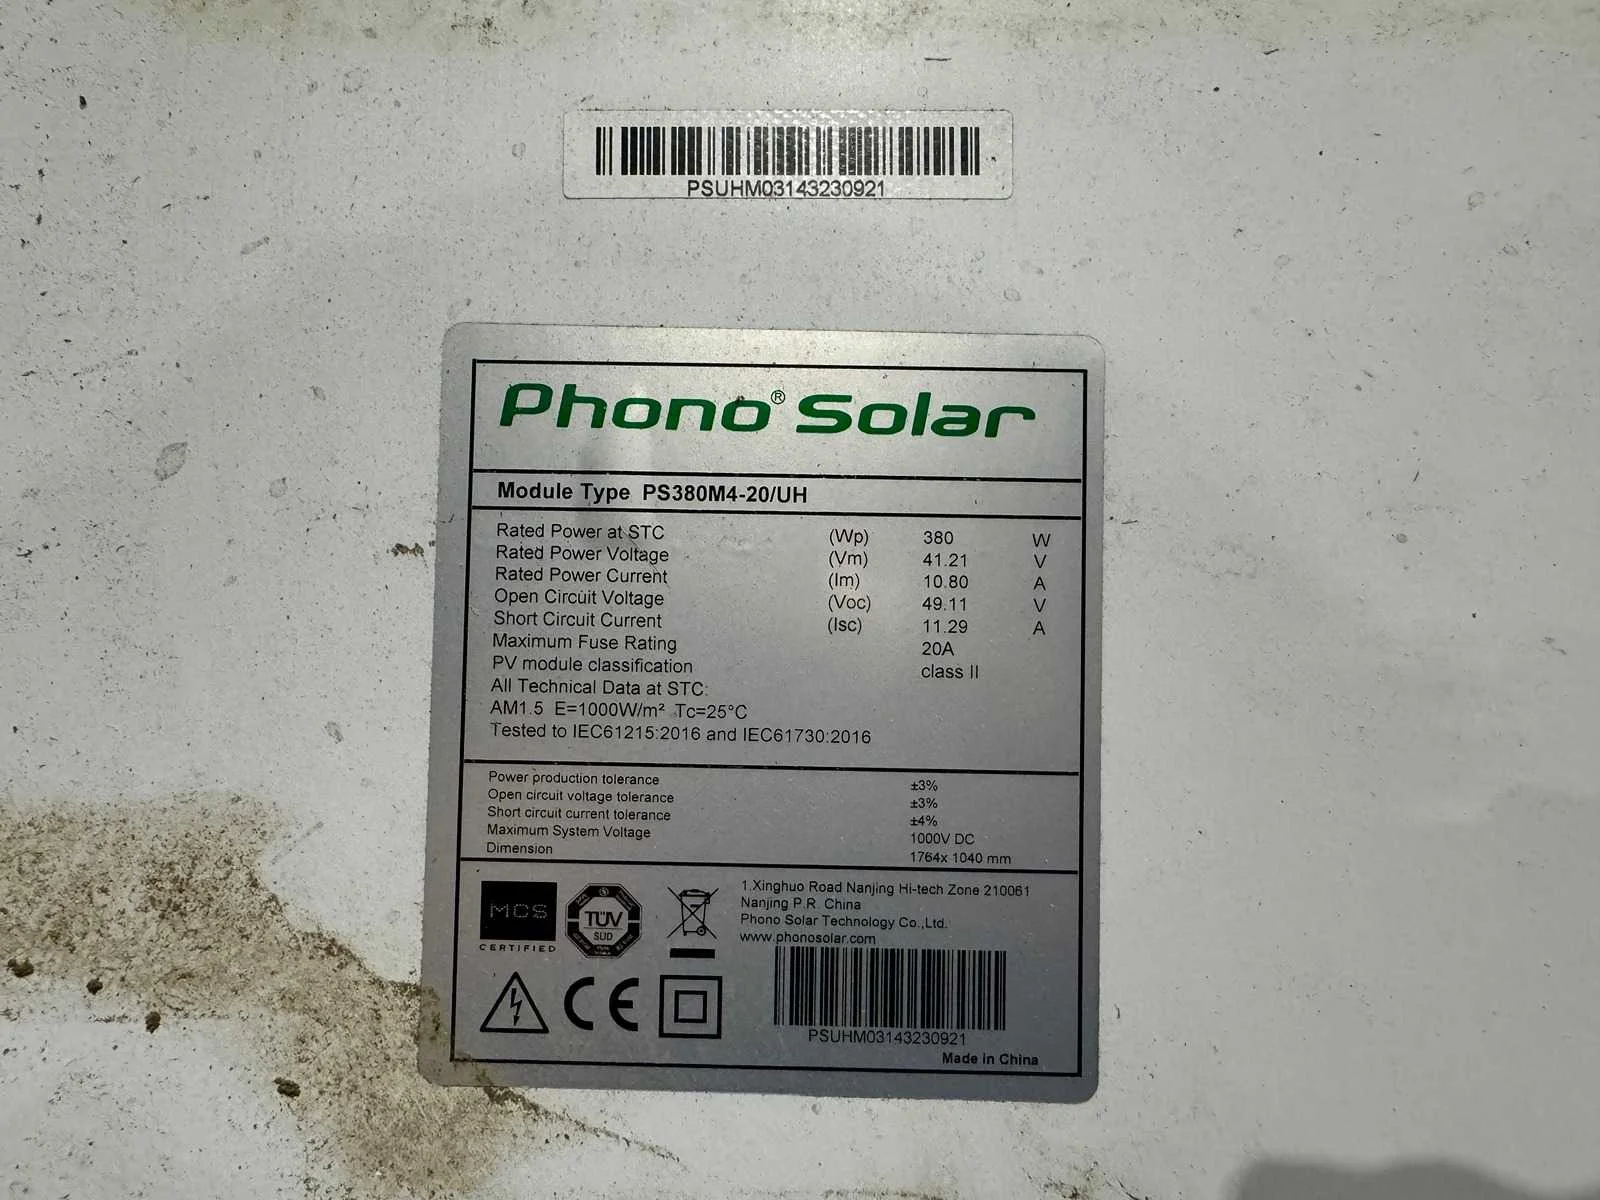 PSUHM03143230921
Phono® Solar
Module Type PS380M4-20/UH
Rated Power at STC (Wp) 380 W
Rated Power Voltage (Vm) 41.21 V
Rated Power Current (Im) 10.80 A
Open Circuit Voltage (Voc) 49.11 V
Short Circuit Current (Isc) 11.29 A
Maximum Fuse Rating 20A
PV module classification class II
All Technical Data at STC:
AM1.5 E=1000W/m² Tc=25°C
Tested to IEC61215:2016 and IEC61730:2016
Power production tolerance ±3%
Open circuit voltage tolerance ±3%
Short circuit current tolerance ±4%
Maximum System Voltage 1000V DC
Dimension 1764x 1040 mm
MCS
CERTIFIED
TÜV
SÜD
1.Xinghuo Road Nanjing Hi-tech Zone 210061
Nanjing P.R. China
Phono Solar Technology Co.,Ltd.
www.phonosolar.com
CE
PSUHM03143230921
Made in China